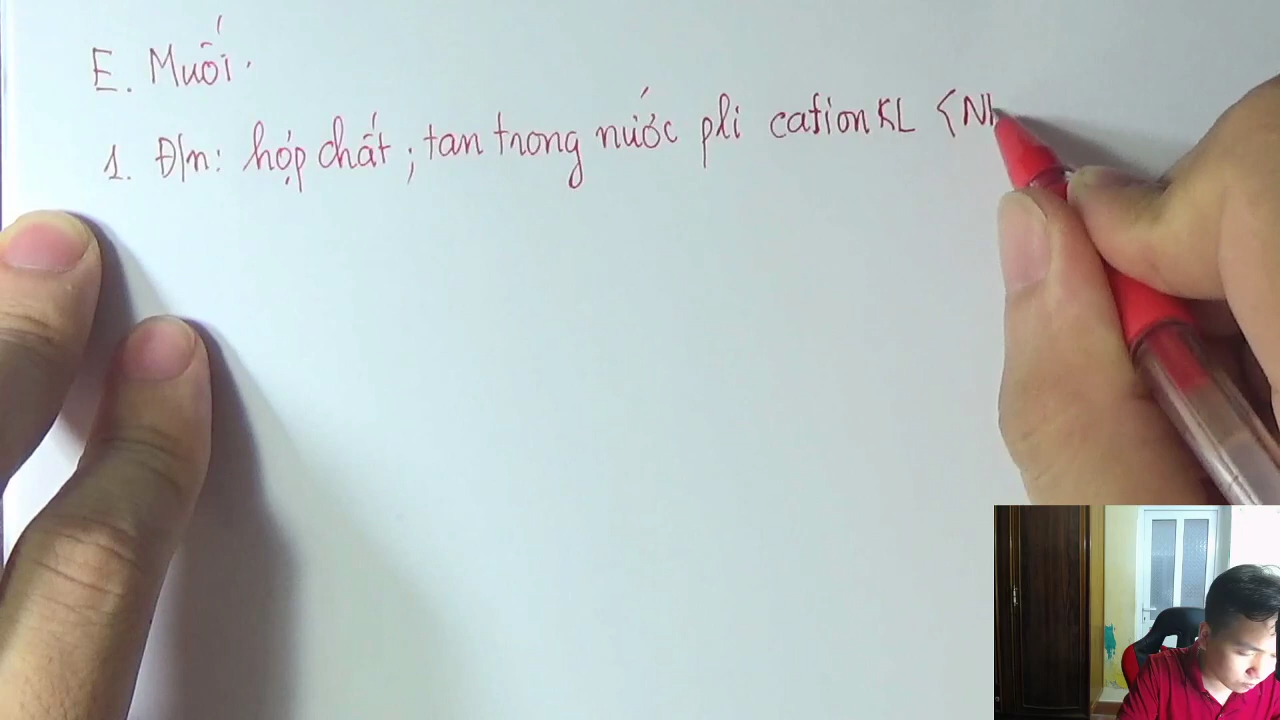 E. Muối.
1. Đ/n: hợp chất; tan trong nước pli cation KL (NH